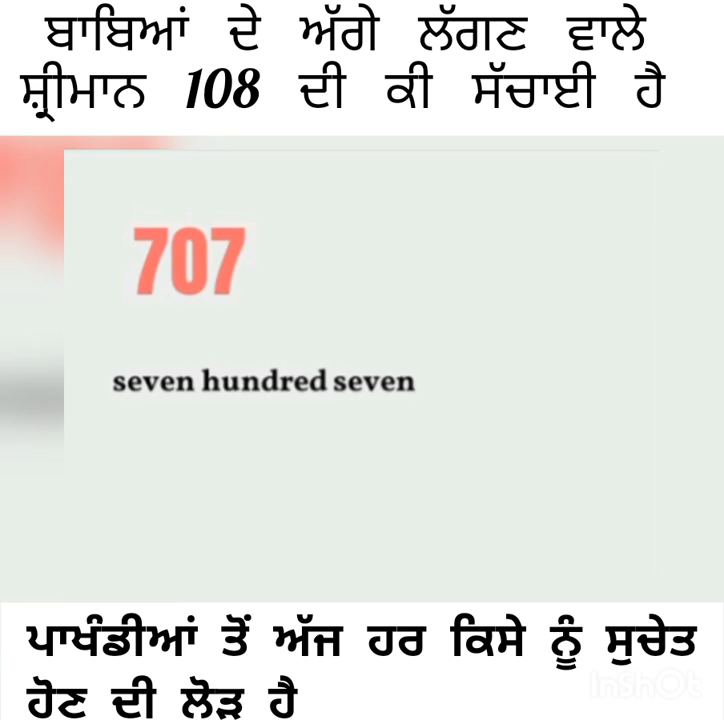 ਬਾਬਿਆਂ ਦੇ ਅੱਗੇ ਲੱਗਣ ਵਾਲੇ
ਸ਼੍ਰੀਮਾਨ 108 ਦੀ ਕੀ ਸੱਚਾਈ ਹੈ
707
seven hundred seven
ਪਾਖੰਡੀਆਂ ਤੋਂ ਅੱਜ ਹਰ ਕਿਸੇ ਨੂੰ ਸੁਚੇਤ
ਹੋਣ ਦੀ ਲੋੜ ਹੈ
InShOt